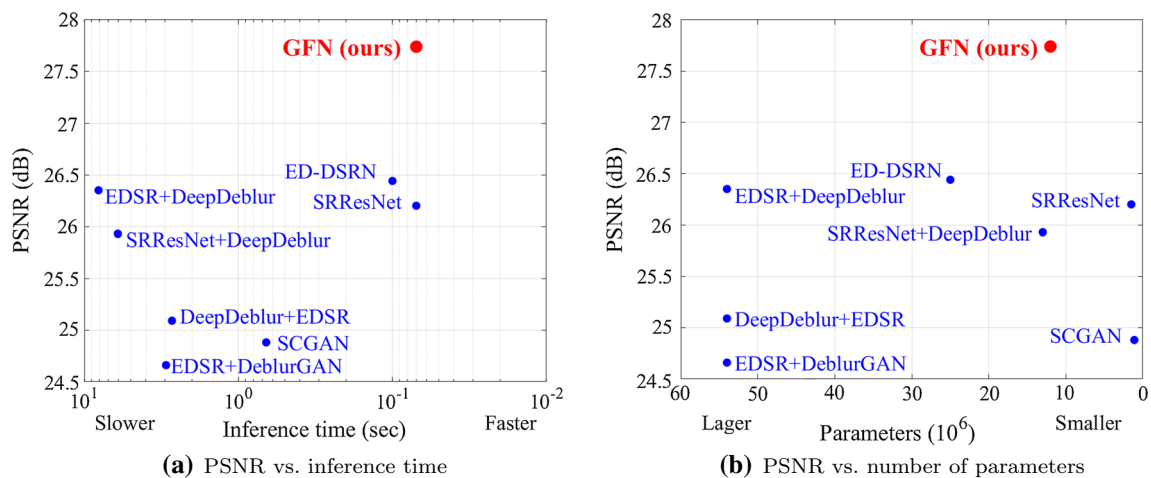 28
27.5
27
26.5
26
25.5
25
24.5
PSNR (dB)
GFN (ours)
ED-DSRN
EDSR+DeepDeblur
SRResNet
SRResNet+DeepDeblur
DeepDeblur+EDSR
SCGAN
EDSR+DeblurGAN
10^1
10^0
10^-1
10^-2
Slower
Inference time (sec)
Faster
(a) PSNR vs. inference time
28
27.5
27
26.5
26
25.5
25
24.5
PSNR (dB)
GFN (ours)
ED-DSRN
EDSR+DeepDeblur
SRResNet
SRResNet+DeepDeblur
DeepDeblur+EDSR
SCGAN
EDSR+DeblurGAN
60
50
40
30
20
10
0
Lager
Parameters (10^6)
Smaller
(b) PSNR vs. number of parameters